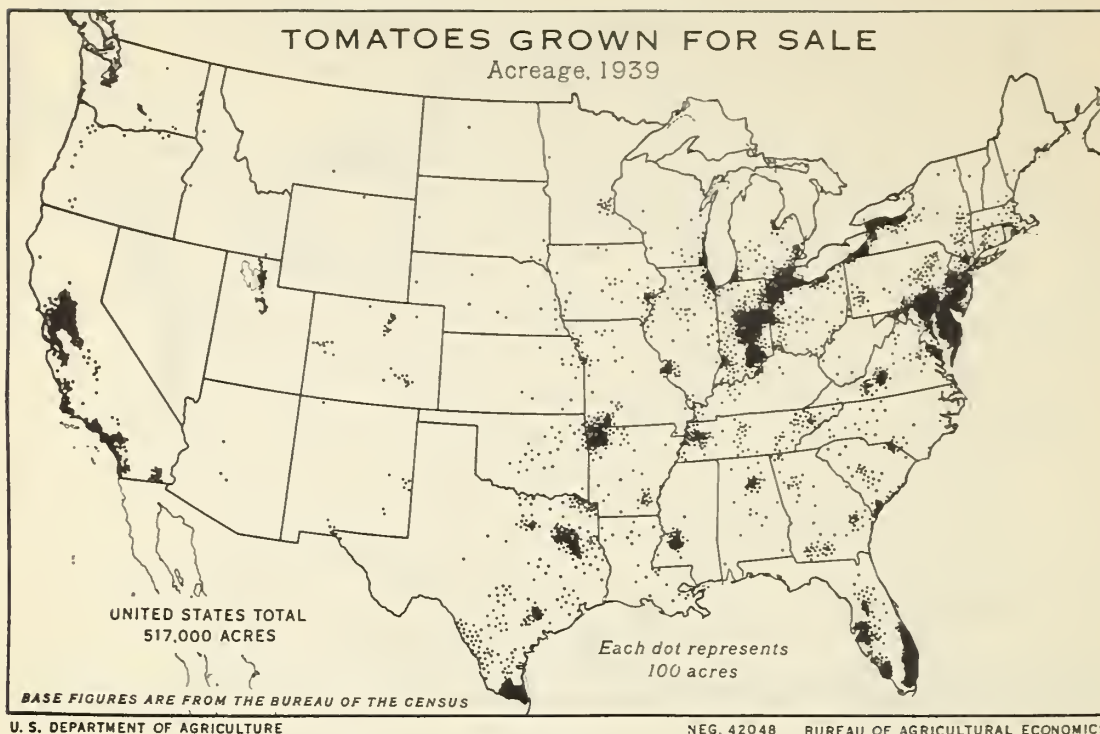 TOMATOES GROWN FOR SALE
Acreage, 1939
UNITED STATES TOTAL
517,000 ACRES
Each dot represents
100 acres
BASE FIGURES ARE FROM THE BUREAU OF THE CENSUS
U. S. DEPARTMENT OF AGRICULTURE
NEG. 42048 BUREAU OF AGRICULTURAL ECONOMICS